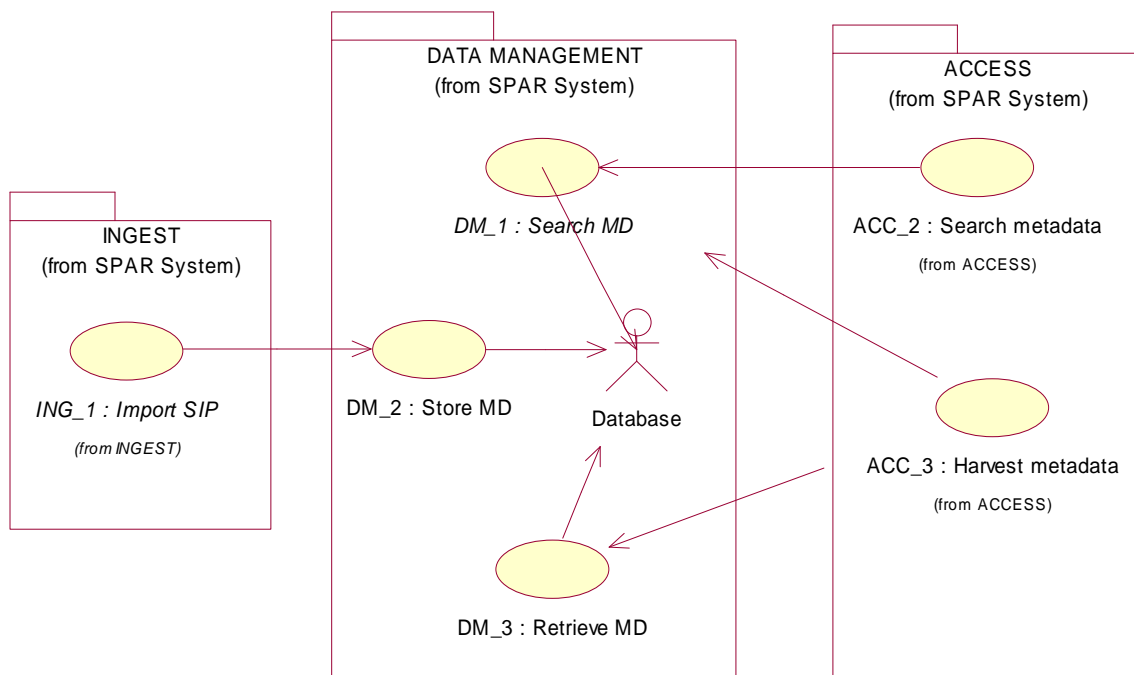 DATA MANAGEMENT
(from SPAR System)
ACCESS
(from SPAR System)
DM_1 : Search MD
ACC_2 : Search metadata
(from ACCESS)
INGEST
(from SPAR System)
ING_1 : Import SIP
(from INGEST)
DM_2 : Store MD
Database
ACC_3 : Harvest metadata
(from ACCESS)
DM_3 : Retrieve MD